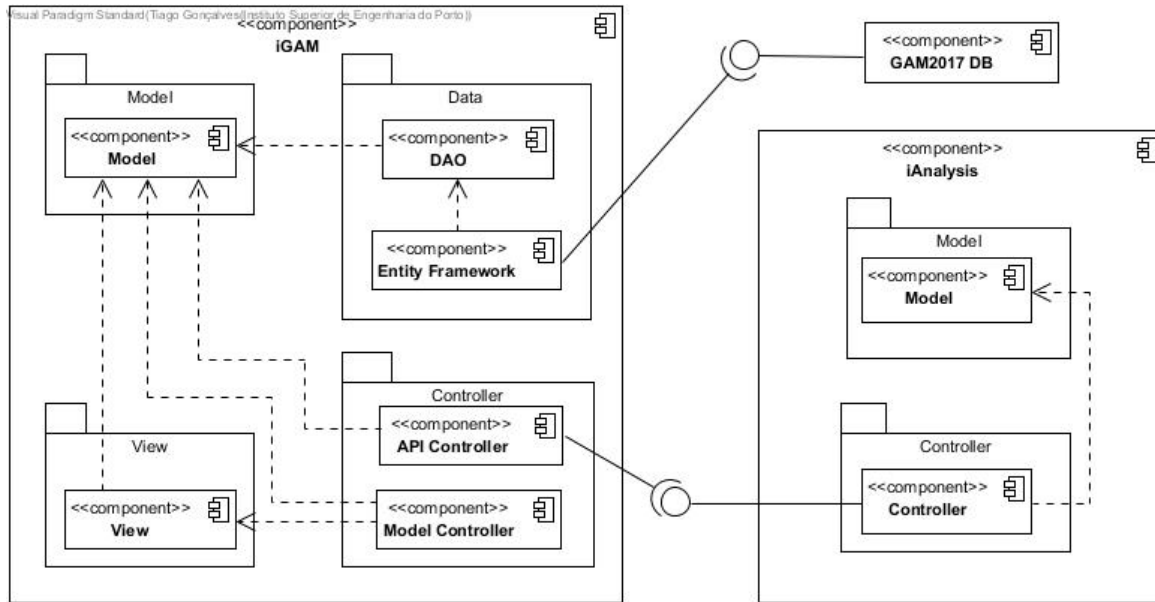 Visual Paradigm Standard(Tiago Gonçalves(Instituto Superior de Engenharia do Porto))
<<component>>
iGAM
Model
<<component>>
Model
Data
<<component>>
DAO
<<component>>
Entity Framework
<<component>>
GAM2017 DB
<<component>>
iAnalysis
Model
<<component>>
Model
View
<<component>>
View
Controller
<<component>>
API Controller
<<component>>
Model Controller
Controller
<<component>>
Controller